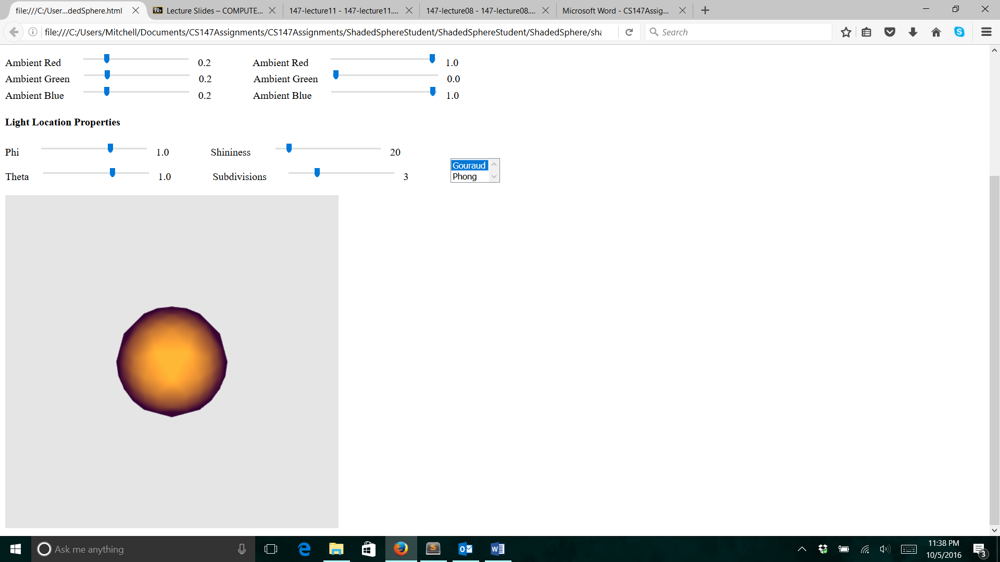 file:///C:/User...dedSphere.html
Bb Lecture Slides – COMPUTE...
147-lecture11 - 147-lecture11....
147-lecture08 - 147-lecture08....
Microsoft Word - CS147Assig...
file:///C:/Users/Mitchell/Documents/CS147Assignments/CS147Assignments/ShadedSphereStudent/ShadedSphereStudent/ShadedSphere/sha
Search
Ambient Red 0.2 Ambient Red 1.0
Ambient Green 0.2 Ambient Green 0.0
Ambient Blue 0.2 Ambient Blue 1.0
Light Location Properties
Phi 1.0 Shininess 20
Gouraud
Phong
Theta 1.0 Subdivisions 3
Ask me anything
11:38 PM
10/5/2016
3